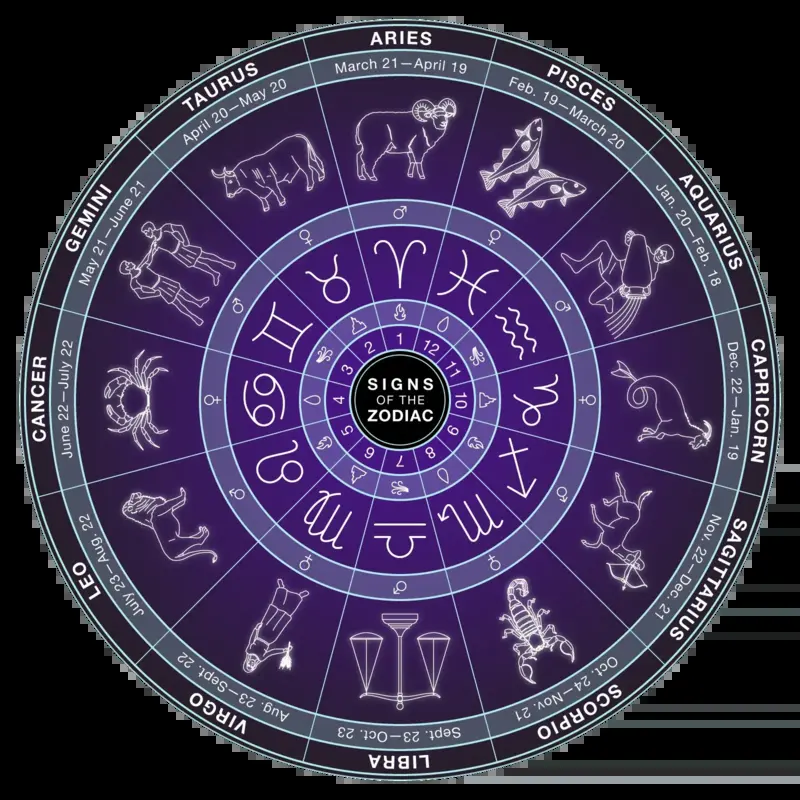 ARIES
March 21—April 19
PISCES
Feb. 19—March 20
AQUARIUS
Jan. 20—Feb. 18
CAPRICORN
Dec. 22—Jan. 19
SAGITTARIUS
Nov. 22—Dec. 21
SCORPIO
Oct. 24—Nov. 21
LIBRA
Sept. 23—Oct. 23
VIRGO
Aug. 23—Sept. 22
LEO
July 23—Aug. 22
CANCER
June 22—July 22
GEMINI
May 21—June 21
TAURUS
April 20—May 20
1
12
11
10
9
8
7
6
5
4
3
2
SIGNS
OF THE
ZODIAC